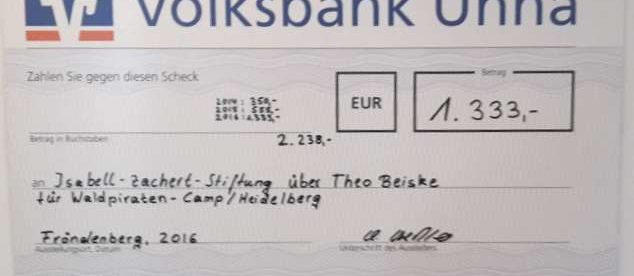 Volksbank Unna
Zahlen Sie gegen diesen Scheck
Betrag
2014: 350,-
2015: 555,-
2016: 1.333,-
EUR
1.333,-
Betrag in Buchstaben
2.238,-
an Isabell-Zachert-Stiftung über Theo Beiske
für Waldpiraten-Camp/Heidelberg
Fröndenberg, 2016
Ausstellungsort, Datum
Unterschrift des Ausstellers